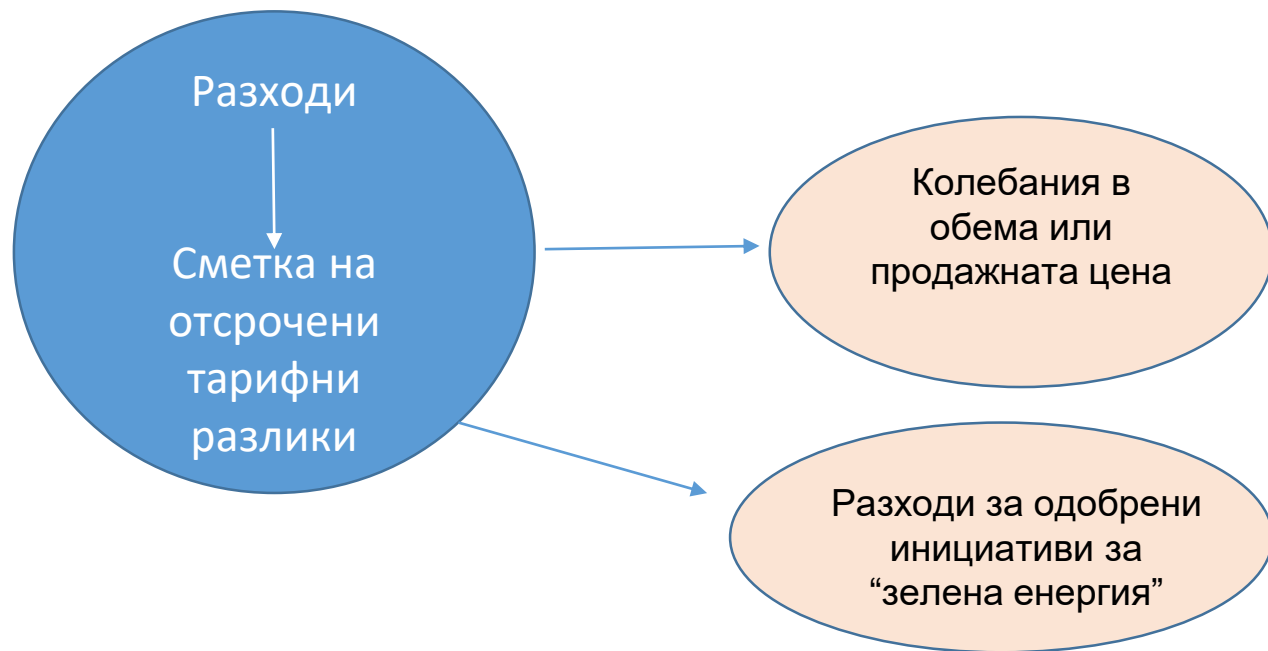 Разходи
Сметка на
отсрочени
тарифни
разлики
Колебания в
обема или
продажната цена
Разходи за одобрени
инициативи за
“зелена енергия”